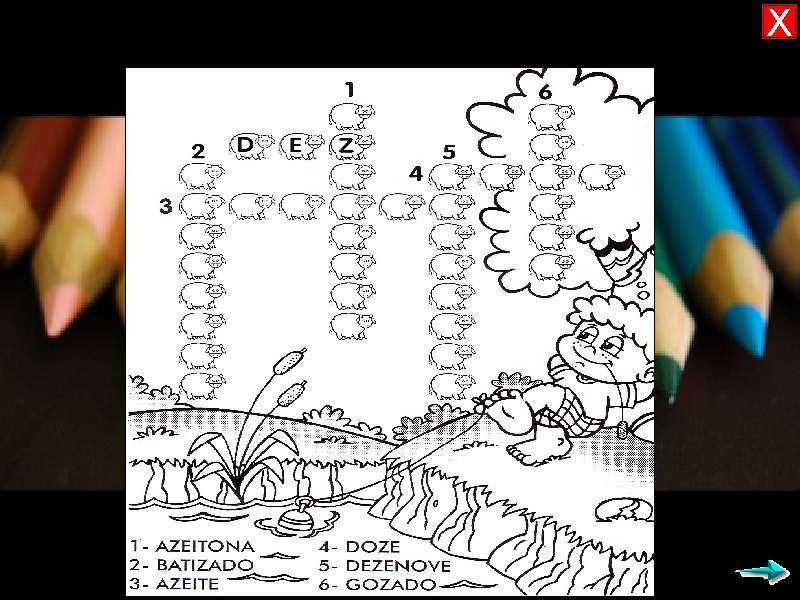 X
1
6
D E Z
2
5
4
3
1- AZEITONA
2- BATIZADO
3- AZEITE
4- DOZE
5- DEZENOVE
6- GOZADO